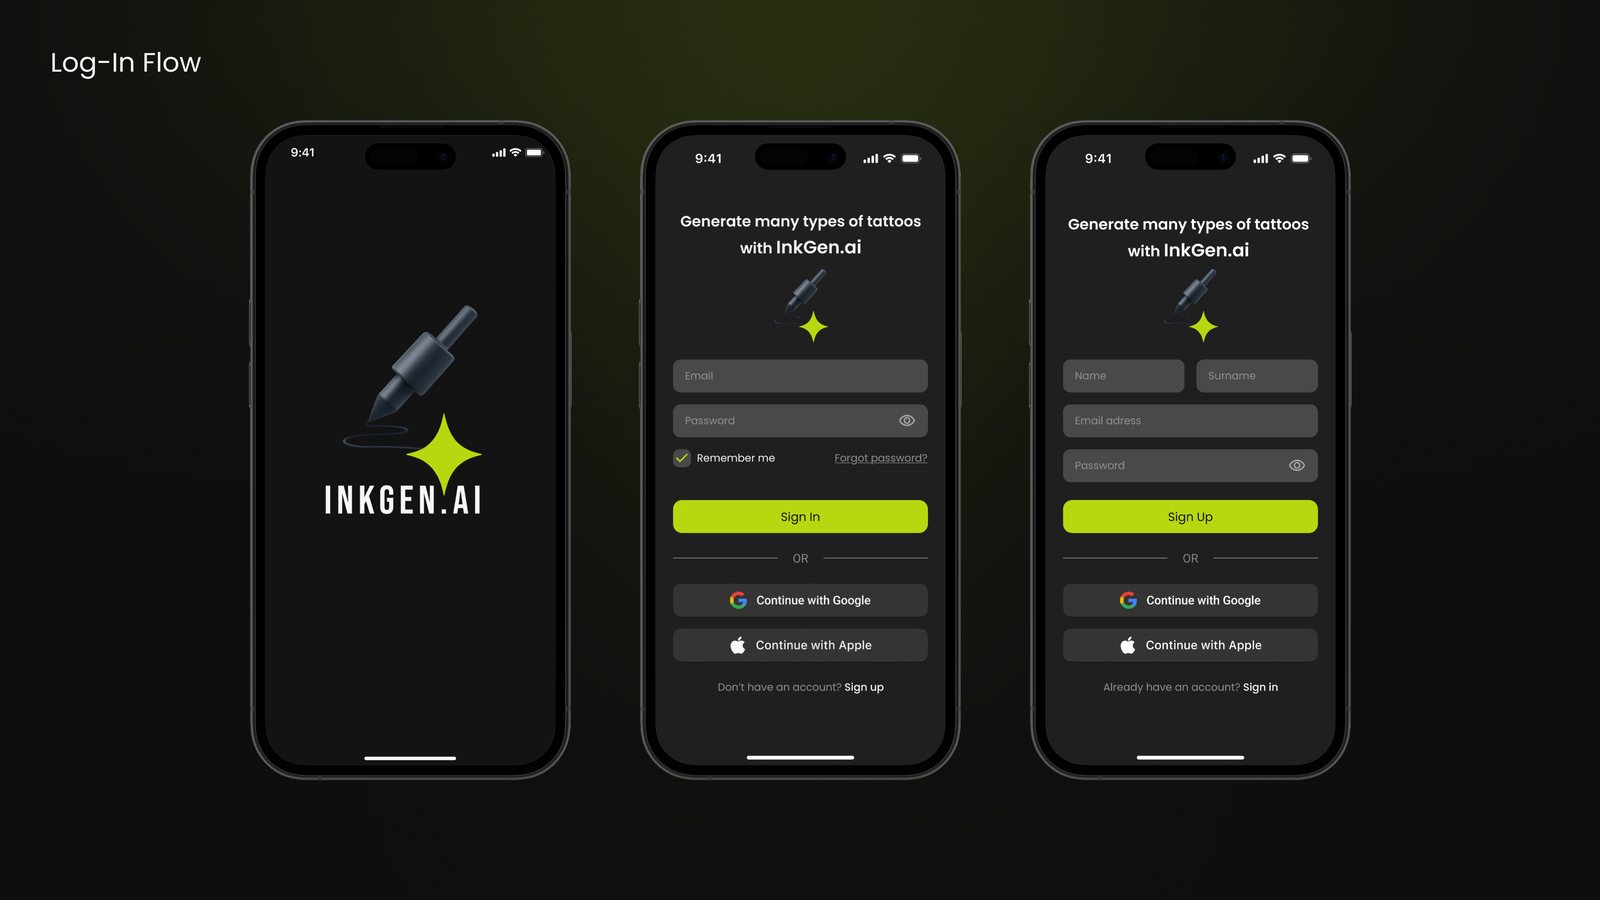 Log-In Flow
9:41
INKGEN.AI
9:41
Generate many types of tattoos
with InkGen.ai
Email
Password
Remember me
Forgot password?
Sign In
OR
Continue with Google
Continue with Apple
Don't have an account? Sign up
9:41
Generate many types of tattoos
with InkGen.ai
Name
Surname
Email adress
Password
Sign Up
OR
Continue with Google
Continue with Apple
Already have an account? Sign in